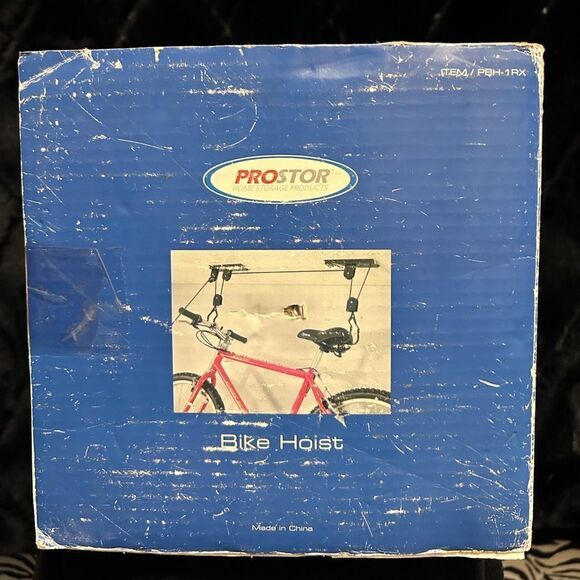 ITEM / PBH-1RX
PROSTOR
HOME STORAGE PRODUCTS
Bike Hoist
Made in China